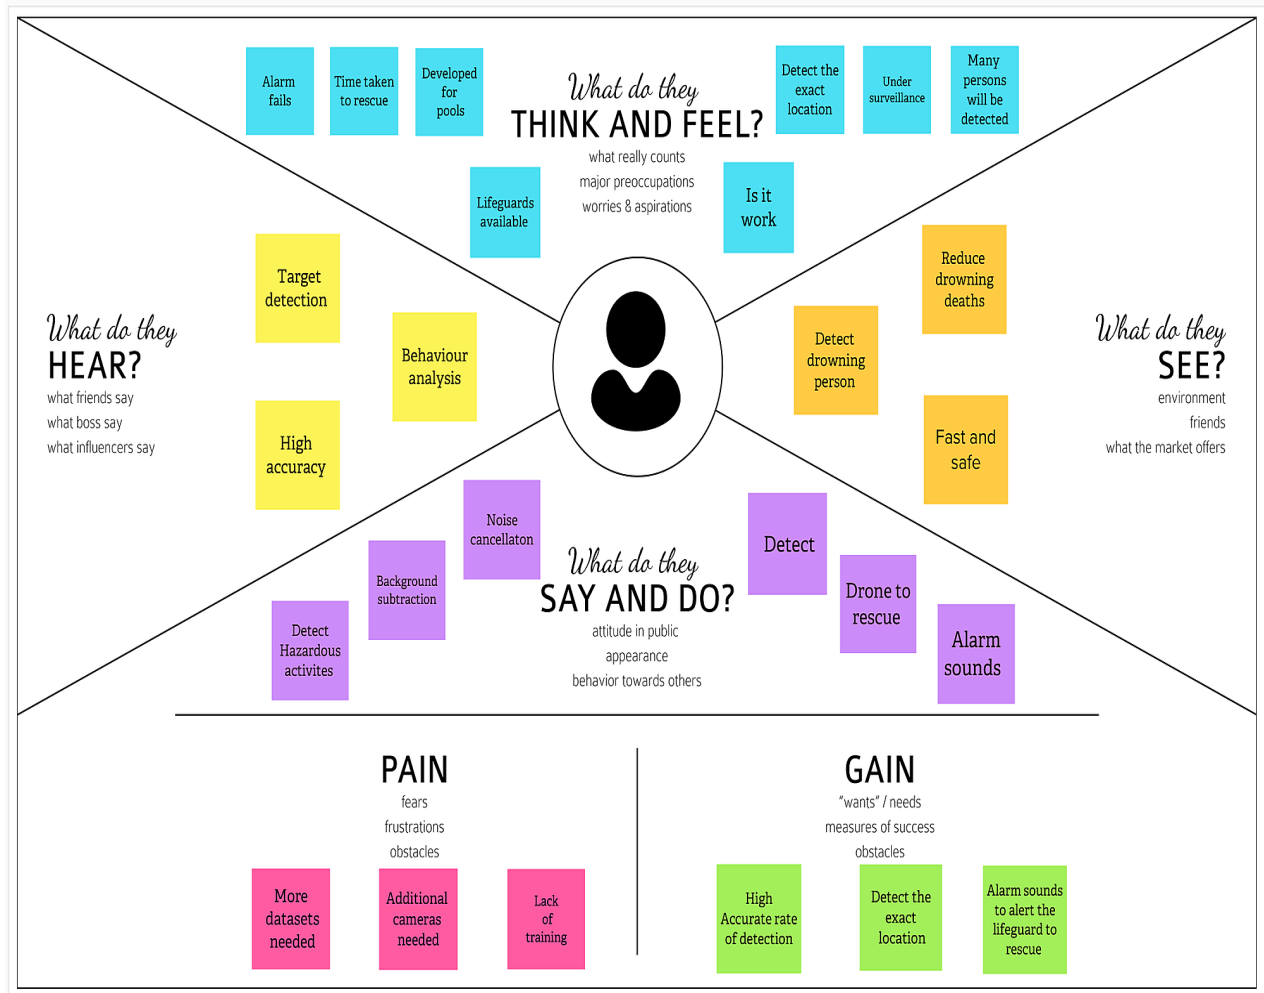 Alarm
fails
Time taken
to rescue
Developed
for
pools
What do they
THINK AND FEEL?
what really counts
major preoccupations
worries & aspirations
Detect the
exact
location
Under
surveillance
Many
persons
will be
detected
Lifeguards
available
Is it
work
What do they
HEAR?
what friends say
what boss say
what influencers say
Target
detection
Behaviour
analysis
High
accuracy
Reduce
drowning
deaths
Detect
drowning
person
Fast and
safe
What do they
SEE?
environment
friends
what the market offers
Noise
cancellaton
Background
subtraction
Detect
Hazardous
activites
What do they
SAY AND DO?
attitude in public
appearance
behavior towards others
Detect
Drone to
rescue
Alarm
sounds
PAIN
fears
frustrations
obstacles
More
datasets
needed
Additional
cameras
needed
Lack
of
training
GAIN
"wants" / needs
measures of success
obstacles
High
Accurate rate
of detection
Detect the
exact
location
Alarm sounds
to alert the
lifeguard to
rescue